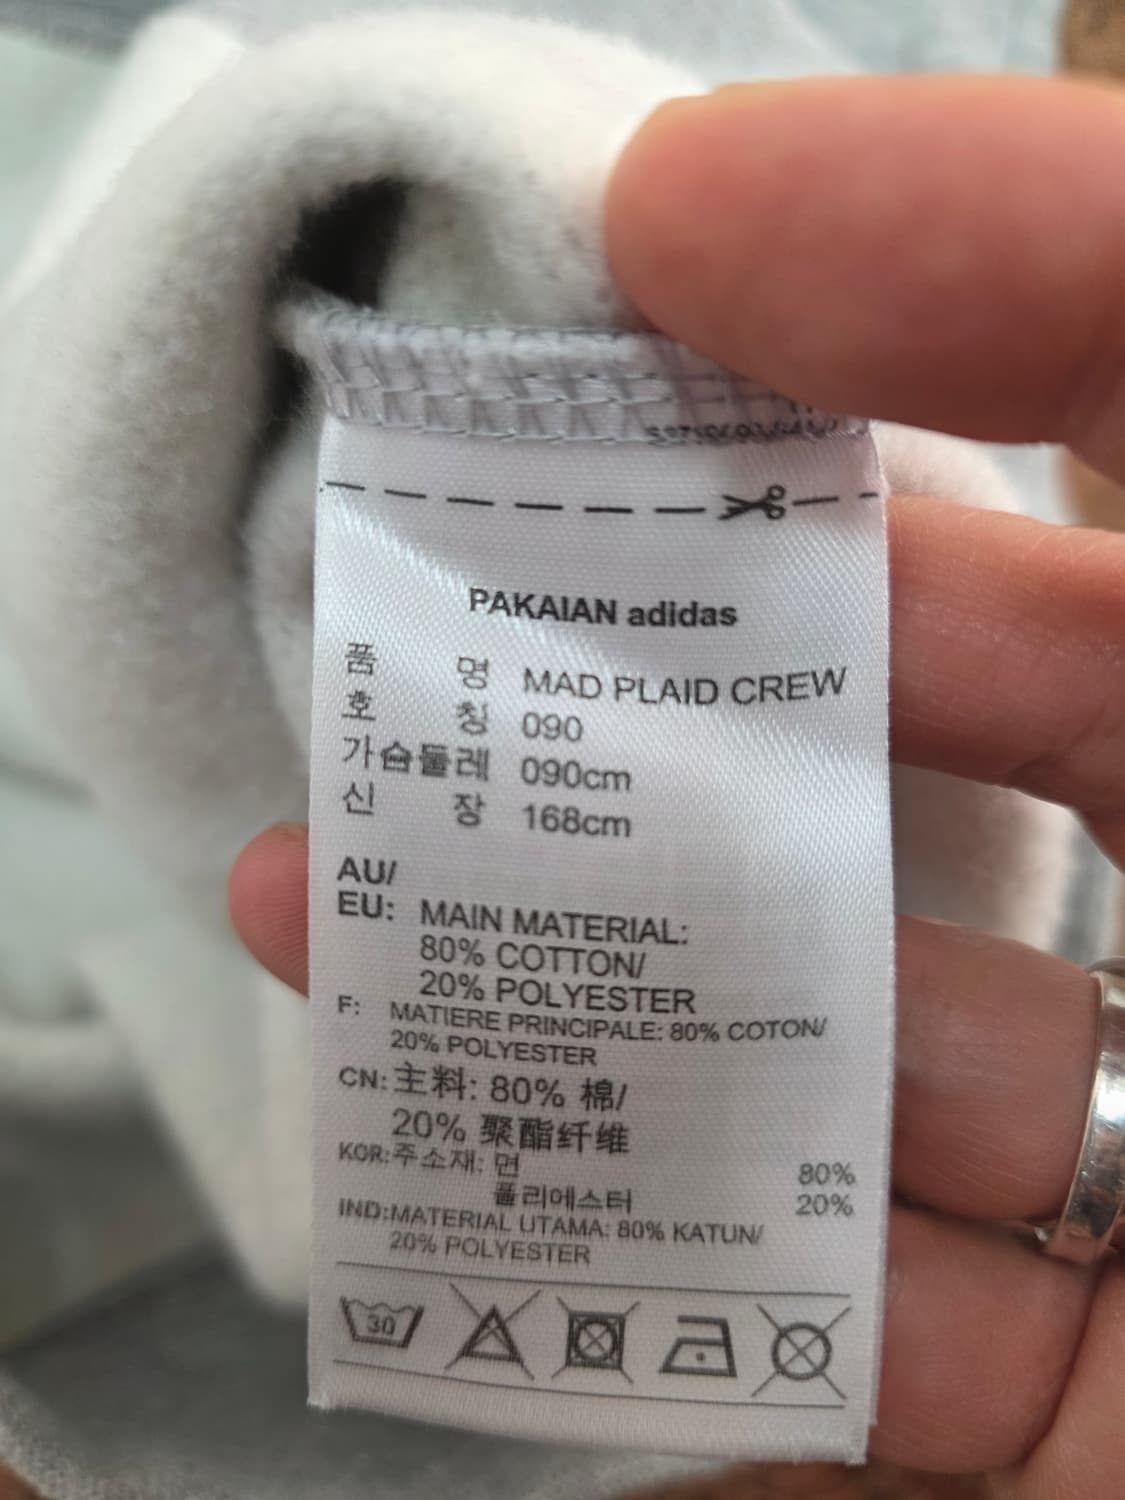 PAKAIAN adidas
품 명 MAD PLAID CREW
호 칭 090
가슴둘레 090cm
신 장 168cm
AU/
EU: MAIN MATERIAL:
80% COTTON/
20% POLYESTER
F: MATIERE PRINCIPALE: 80% COTON/
20% POLYESTER
CN: 主料: 80% 棉/
20% 聚酯纤维
KOR: 주소재: 면 80%
폴리에스터 20%
IND: MATERIAL UTAMA: 80% KATUN/
20% POLYESTER
30